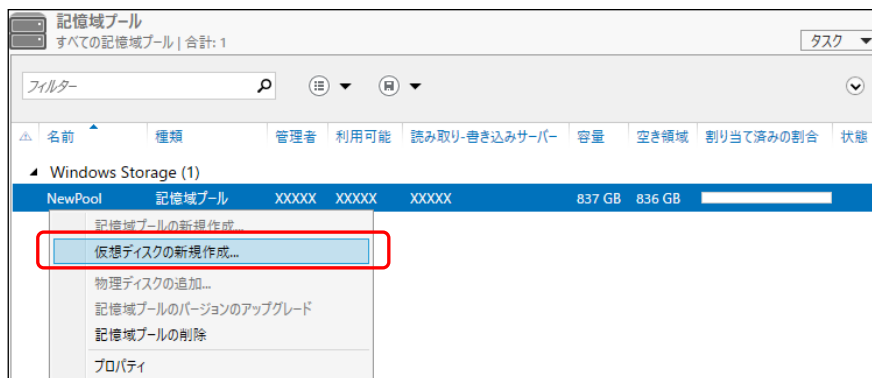 記憶域プール
すべての記憶域プール | 合計: 1
タスク
フィルター
名前 種類 管理者 利用可能 読み取り-書き込みサーバー 容量 空き領域 割り当て済みの割合 状態
Windows Storage (1)
NewPool 記憶域プール XXXXX XXXXX XXXXX 837 GB 836 GB
記憶域プールの新規作成...
仮想ディスクの新規作成...
物理ディスクの追加...
記憶域プールのバージョンのアップグレード
記憶域プールの削除
プロパティ